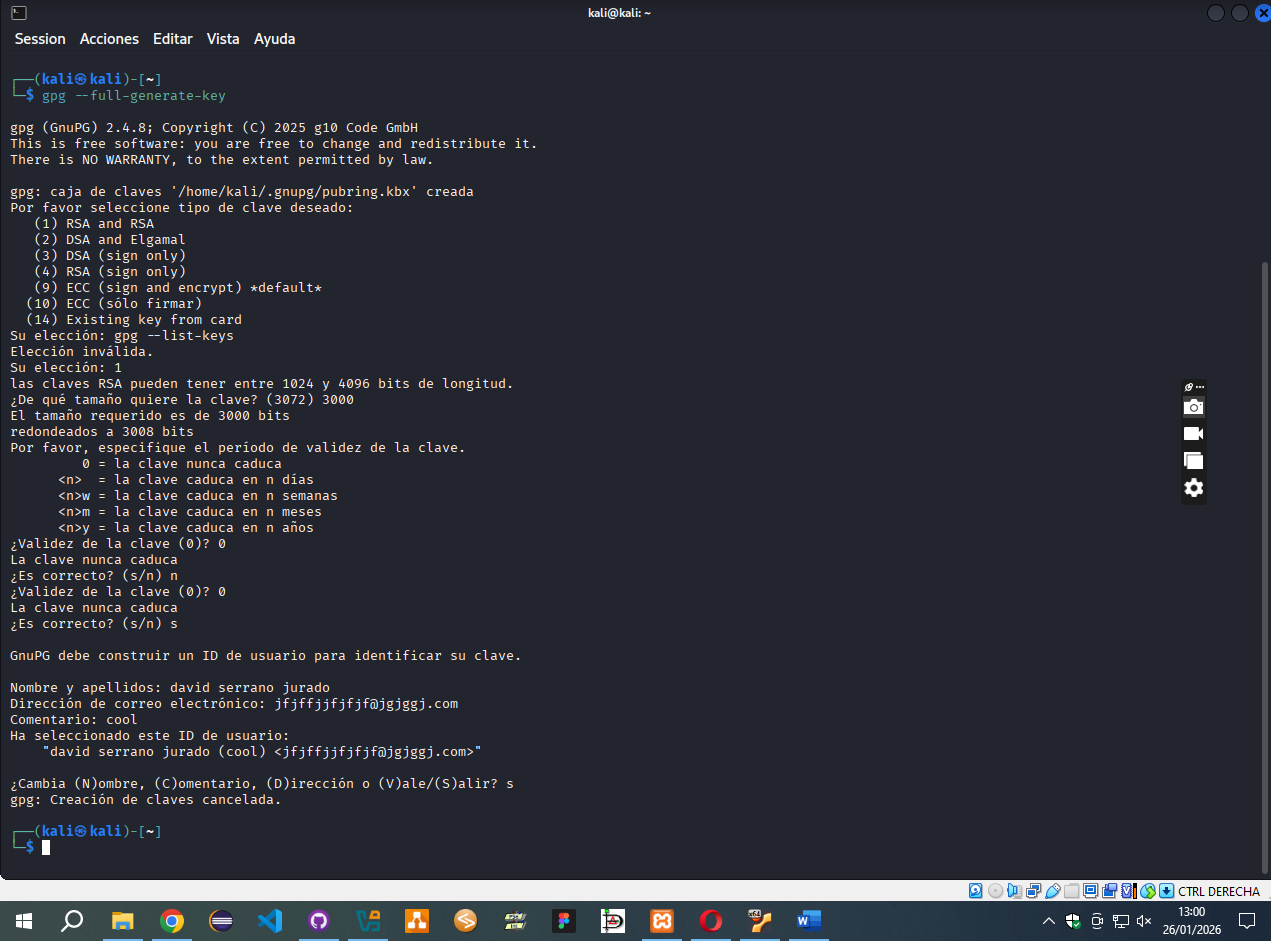 kali@kali: ~
Session Acciones Editar Vista Ayuda
┌──(kali㉿kali)-[~]
└─$ gpg --full-generate-key
gpg (GnuPG) 2.4.8; Copyright (C) 2025 g10 Code GmbH
This is free software: you are free to change and redistribute it.
There is NO WARRANTY, to the extent permitted by law.
gpg: caja de claves '/home/kali/.gnupg/pubring.kbx' creada
Por favor seleccione tipo de clave deseado:
(1) RSA and RSA
(2) DSA and Elgamal
(3) DSA (sign only)
(4) RSA (sign only)
(9) ECC (sign and encrypt) *default*
(10) ECC (sólo firmar)
(14) Existing key from card
Su elección: gpg --list-keys
Elección inválida.
Su elección: 1
las claves RSA pueden tener entre 1024 y 4096 bits de longitud.
¿De qué tamaño quiere la clave? (3072) 3000
El tamaño requerido es de 3000 bits
redondeados a 3008 bits
Por favor, especifique el período de validez de la clave.
0 = la clave nunca caduca
<n>  = la clave caduca en n días
<n>w = la clave caduca en n semanas
<n>m = la clave caduca en n meses
<n>y = la clave caduca en n años
¿Validez de la clave (0)? 0
La clave nunca caduca
¿Es correcto? (s/n) n
¿Validez de la clave (0)? 0
La clave nunca caduca
¿Es correcto? (s/n) s
GnuPG debe construir un ID de usuario para identificar su clave.
Nombre y apellidos: david serrano jurado
Dirección de correo electrónico: jfjffjjfjfjf@jgjggj.com
Comentario: cool
Ha seleccionado este ID de usuario:
"david serrano jurado (cool) <jfjffjjfjfjf@jgjggj.com>"
¿Cambia (N)ombre, (C)omentario, (D)irección o (V)ale/(S)alir? s
gpg: Creación de claves cancelada.
┌──(kali㉿kali)-[~]
└─$
CTRL DERECHA
13:00
26/01/2026